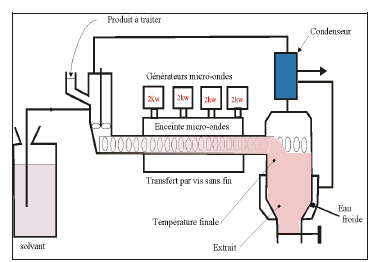 Produit à traiter
Condenseur
Générateurs micro-ondes
2kw 2kw 2kw 2kw
Enceinte micro-ondes
Transfert par vis sans fin
Température finale
Eau
froide
Extrait
solvant